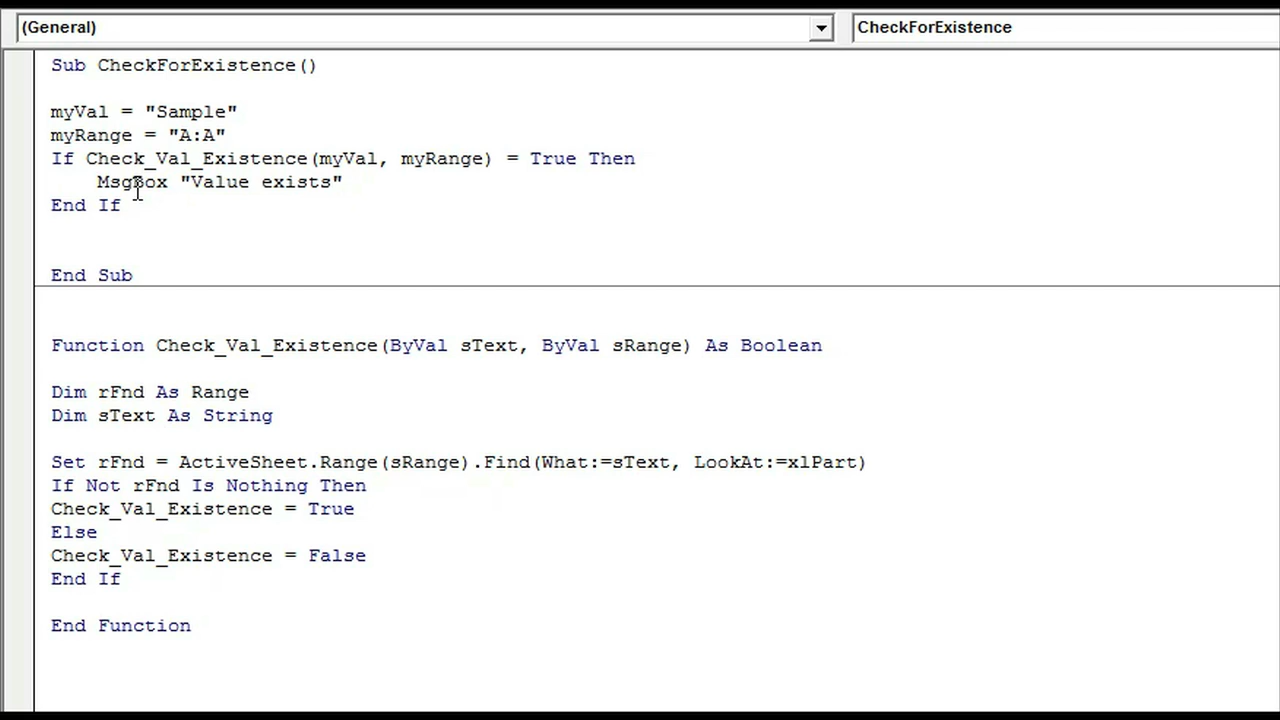 (General)
CheckForExistence
Sub CheckForExistence()
myVal = "Sample"
myRange = "A:A"
If Check_Val_Existence(myVal, myRange) = True Then
MsgBox "Value exists"
End If
End Sub
Function Check_Val_Existence(ByVal sText, ByVal sRange) As Boolean
Dim rFnd As Range
Dim sText As String
Set rFnd = ActiveSheet.Range(sRange).Find(What:=sText, LookAt:=xlPart)
If Not rFnd Is Nothing Then
Check_Val_Existence = True
Else
Check_Val_Existence = False
End If
End Function